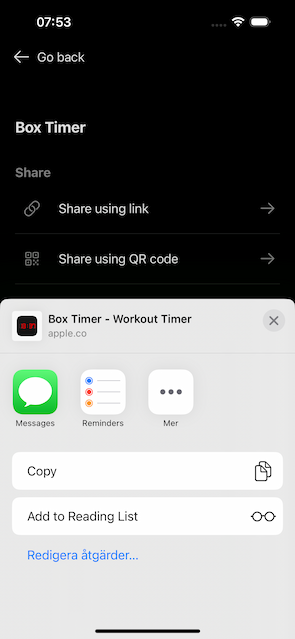 07:53
Go back
Box Timer
Share
Share using link
Share using QR code
Box Timer - Workout Timer
apple.co
Messages
Reminders
Mer
Copy
Add to Reading List
Redigera åtgärder...